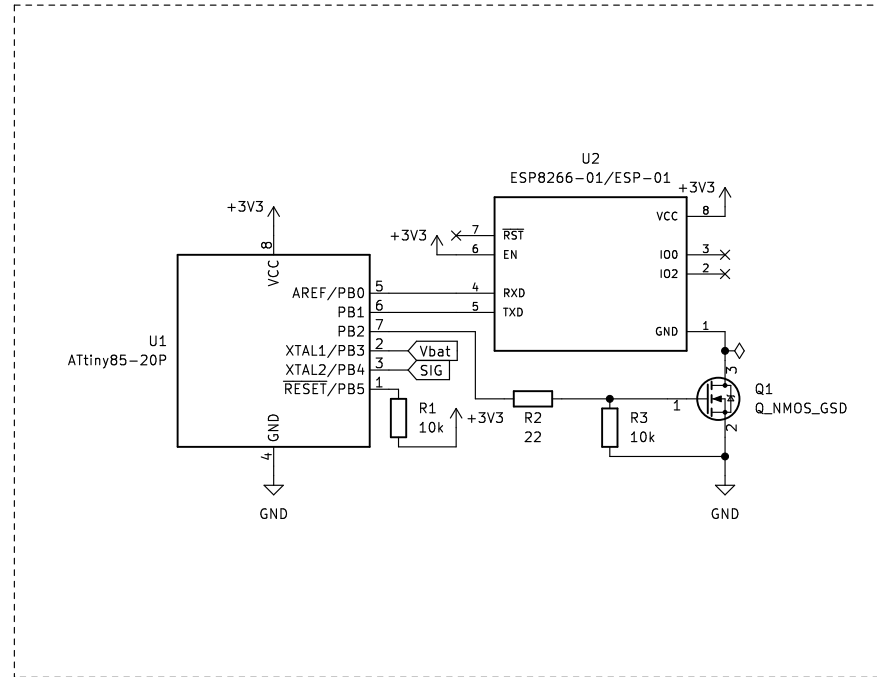 U2
ESP8266-01/ESP-01
+3V3
VCC 8
+3V3
+3V3
7 RST
6 EN
IO0 3
IO2 2
VCC 8
AREF/PB0 5
4 RXD
PB1 6
5 TXD
PB2 7
GND 1
U1
ATtiny85-20P
XTAL1/PB3 2
Vbat
XTAL2/PB4 3
SIG
RESET/PB5 1
3
Q1
Q_NMOS_GSD
1
2
R1
10k
+3V3
R2
22
R3
10k
GND 4
GND
GND